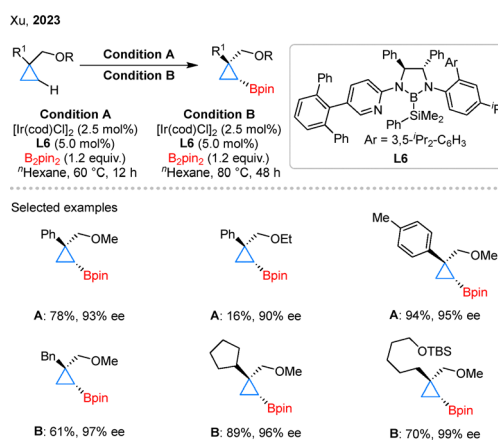 Xu, 2023
R1
OR
H
Condition A
Condition B
R1
OR
Bpin
Condition A
[Ir(cod)Cl]2 (2.5 mol%)
L6 (5.0 mol%)
B2pin2 (1.2 equiv.)
nHexane, 60 °C, 12 h
Condition B
[Ir(cod)Cl]2 (2.5 mol%)
L6 (5.0 mol%)
B2pin2 (1.2 equiv.)
nHexane, 80 °C, 48 h
Ph
Ph
Ph
Ar
Ph
N
N
N
B
iPr
PhSiMe2
Ar = 3,5-iPr2-C6H3
L6
Selected examples
Ph
OMe
Bpin
A: 78%, 93% ee
Ph
OEt
Bpin
A: 16%, 90% ee
Me
OMe
Bpin
A: 94%, 95% ee
Bn
OMe
Bpin
B: 61%, 97% ee
OMe
Bpin
B: 89%, 96% ee
OTBS
OMe
Bpin
B: 70%, 99% ee